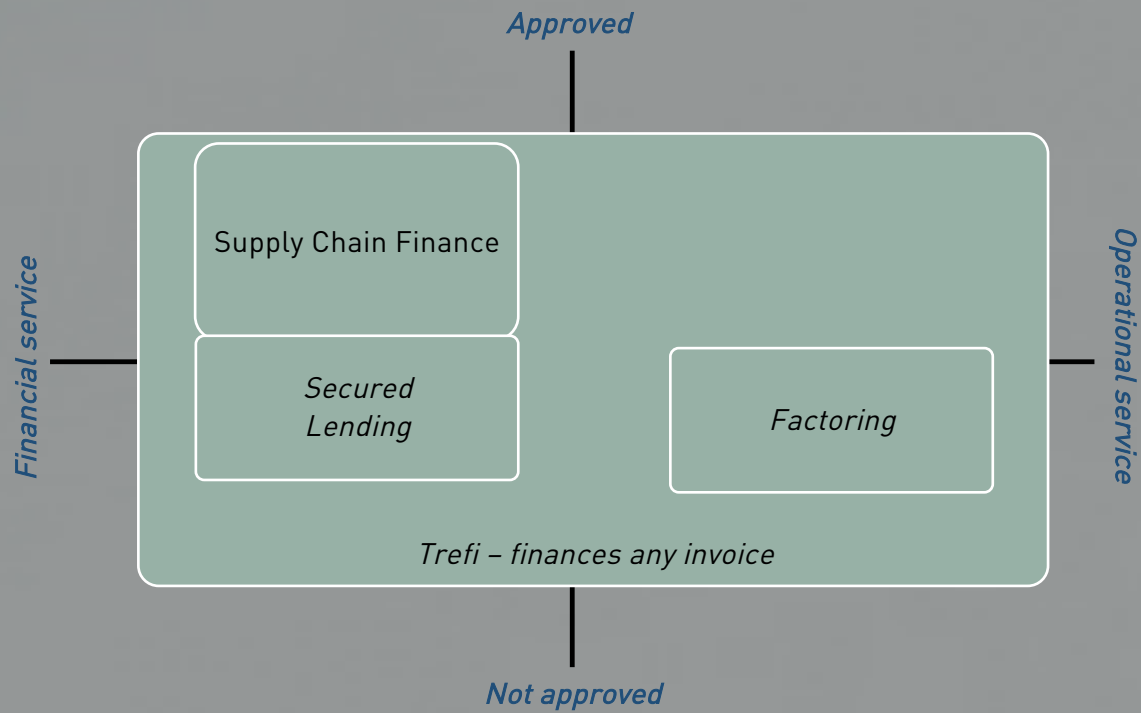 Approved
Supply Chain Finance
Financial service
Operational service
Secured
Lending
Factoring
Trefi – finances any invoice
Not approved